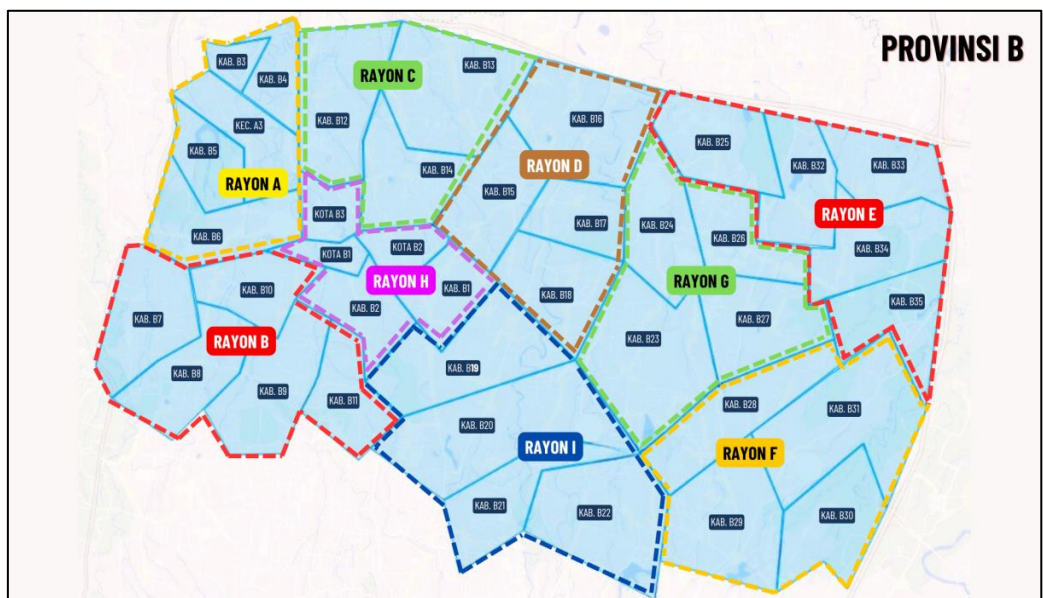 PROVINSI B
KAB. B3
KAB. B4
KEC. A3
KAB. B5
RAYON A
KAB. B6
RAYON C
KAB. B13
KAB. B12
KAB. B14
KAB. B16
RAYON D
KAB. B15
KAB. B17
KAB. B18
KAB. B25
KAB. B32
KAB. B33
RAYON E
KAB. B34
KAB. B35
KAB. B24
KAB. B26
RAYON G
KAB. B27
KAB. B23
KOTA B3
KOTA B1
KOTA B2
RAYON H
KAB. B1
KAB. B2
KAB. B10
KAB. B7
RAYON B
KAB. B8
KAB. B9
KAB. B11
KAB. B19
KAB. B20
RAYON I
KAB. B21
KAB. B22
KAB. B28
KAB. B31
RAYON F
KAB. B29
KAB. B30